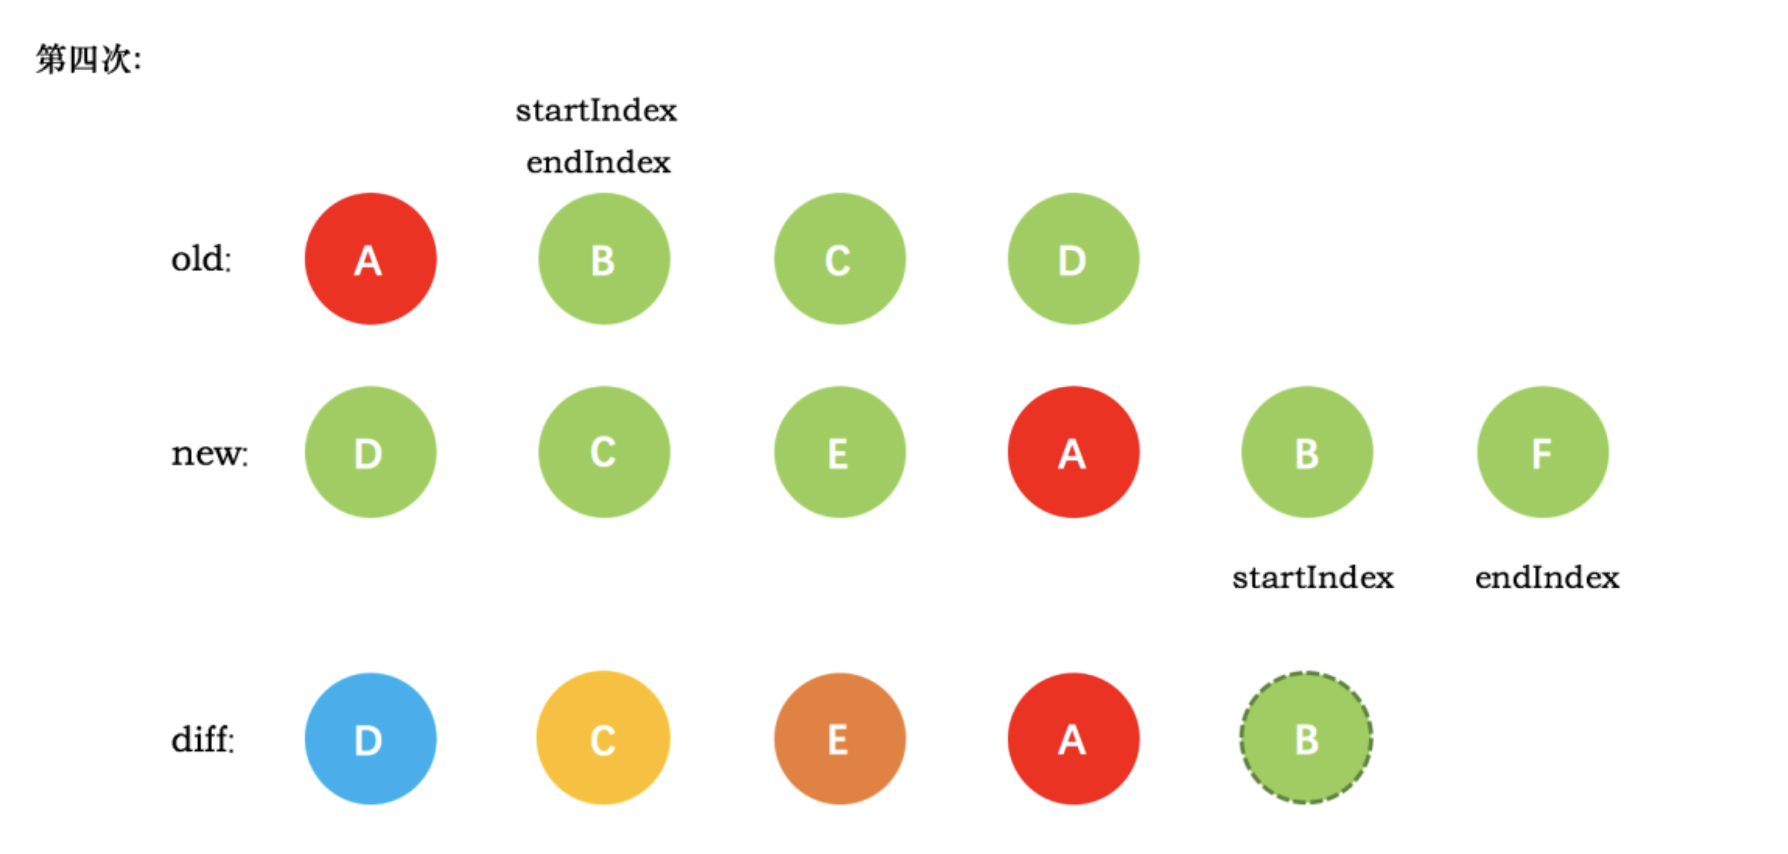 第四次:
startIndex
endIndex
old: A B C D
new: D C E A B F
startIndex endIndex
diff: D C E A B